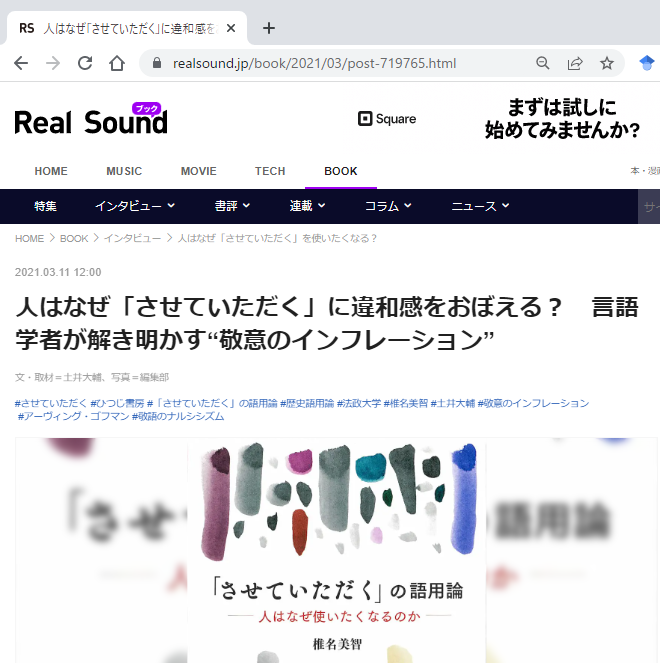 RS 人はなぜ「させていただく」に違和感を
realsound.jp/book/2021/03/post-719765.html
ブック
Real Sound
Square
まずは試しに
始めてみませんか?
HOME MUSIC MOVIE TECH BOOK 本・漫
特集 インタビュー 書評 連載 コラム ニュース サイ
HOME > BOOK > インタビュー > 人はなぜ「させていただく」を使いたくなる?
2021.03.11 12:00
人はなぜ「させていただく」に違和感をおぼえる? 言語
学者が解き明かす“敬意のインフレーション”
文・取材=土井大輔、写真=編集部
#させていただく #ひつじ書房 #「させていただく」の語用論 #歴史語用論 #法政大学 #椎名美智 #土井大輔 #敬意のインフレーション
#アーヴィング・ゴフマン #敬語のナルシシズム
「させ
の語用論
「させていただく」の語用論
人はなぜ使いたくなるのか
椎名美智